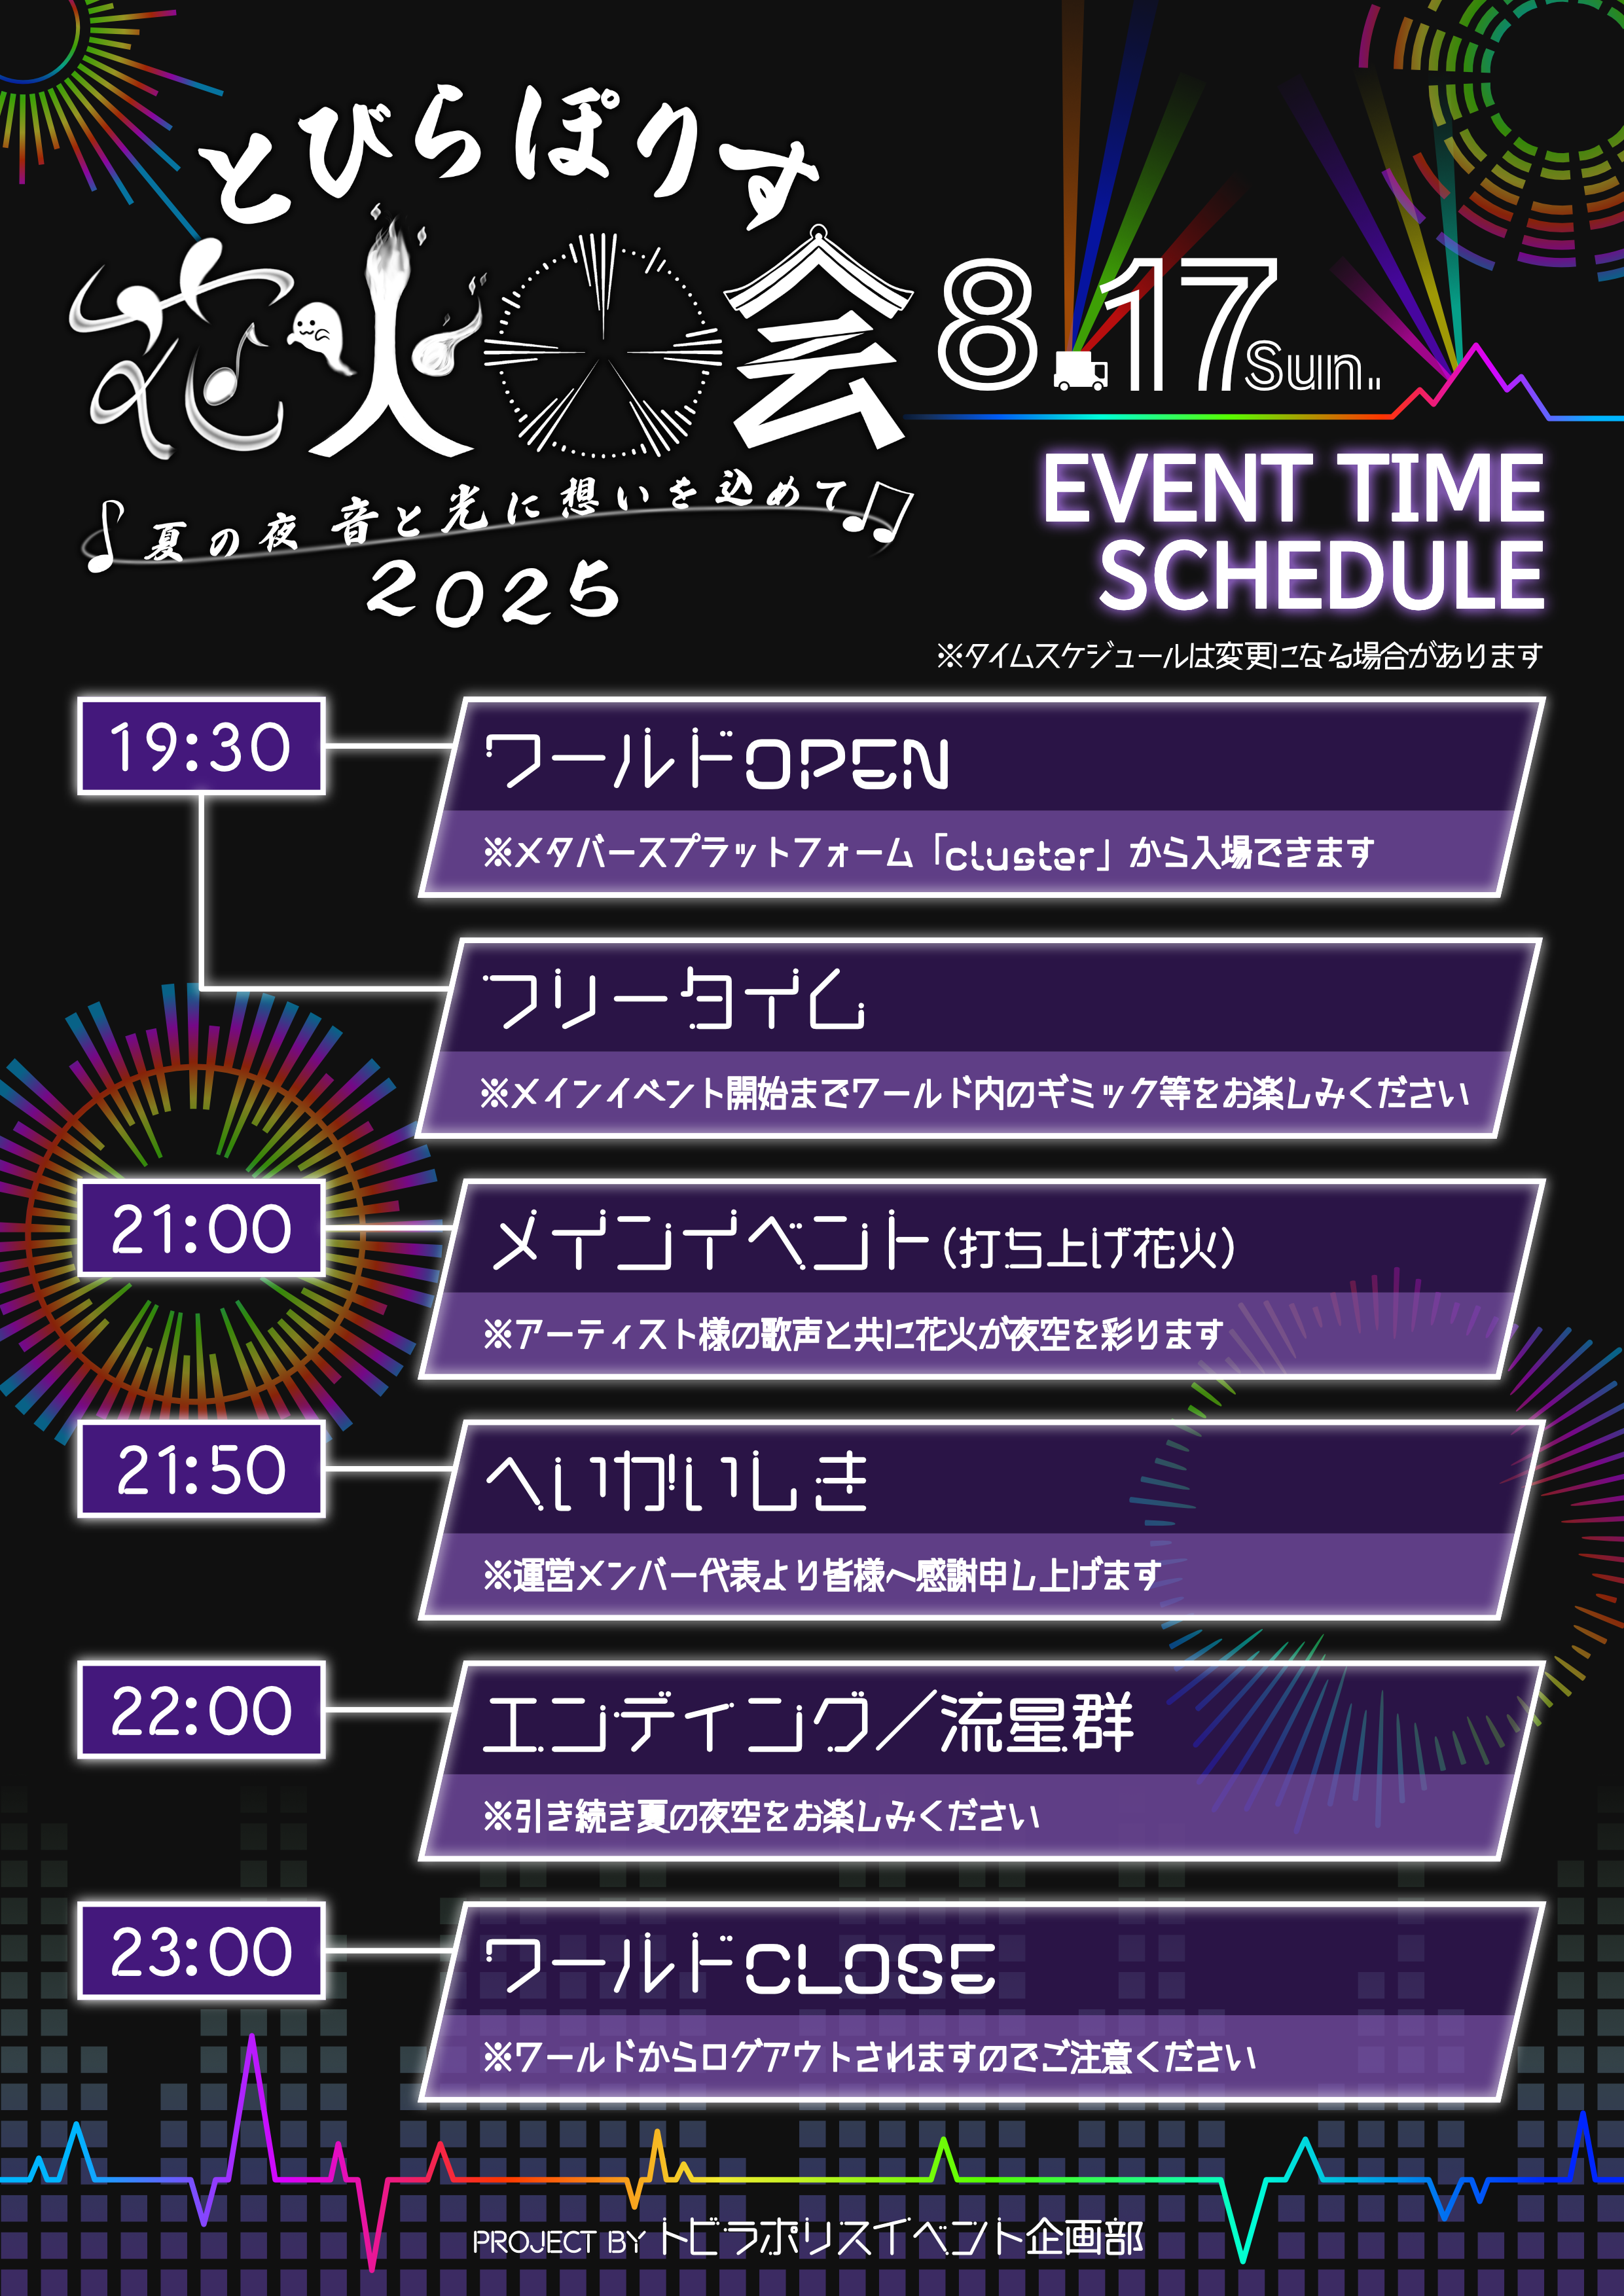 とびらぽりす
花火大会
8.17Sun.
夏の夜 音と光に想いを込めて
2025
EVENT TIME
SCHEDULE
※タイムスケジュールは変更になる場合があります
19:30
ワールドOPEN
※メタバースプラットフォーム「cluster」から入場できます
フリータイム
※メインイベント開始までワールド内のギミック等をお楽しみください
21:00
メインイベント(打ち上げ花火)
※アーティスト様の歌声と共に花火が夜空を彩ります
21:50
へいかいしき
※運営メンバー代表より皆様へ感謝申し上げます
22:00
エンディング／流星群
※引き続き夏の夜空をお楽しみください
23:00
ワールドCLOSE
※ワールドからログアウトされますのでご注意ください
PROJECT BY トビラポリスイベント企画部